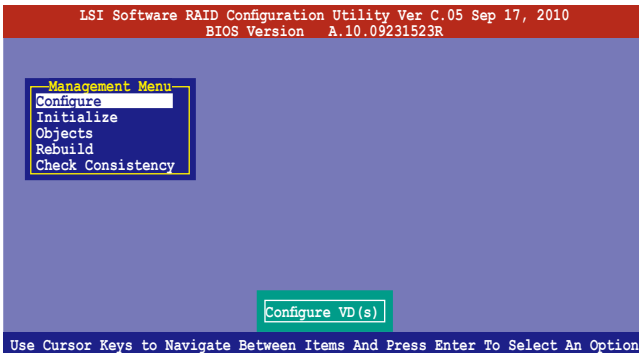 LSI Software RAID Configuration Utility Ver C.05 Sep 17, 2010
BIOS Version A.10.09231523R
Management Menu
Configure
Initialize
Objects
Rebuild
Check Consistency
Configure VD(s)
Use Cursor Keys to Navigate Between Items And Press Enter To Select An Option